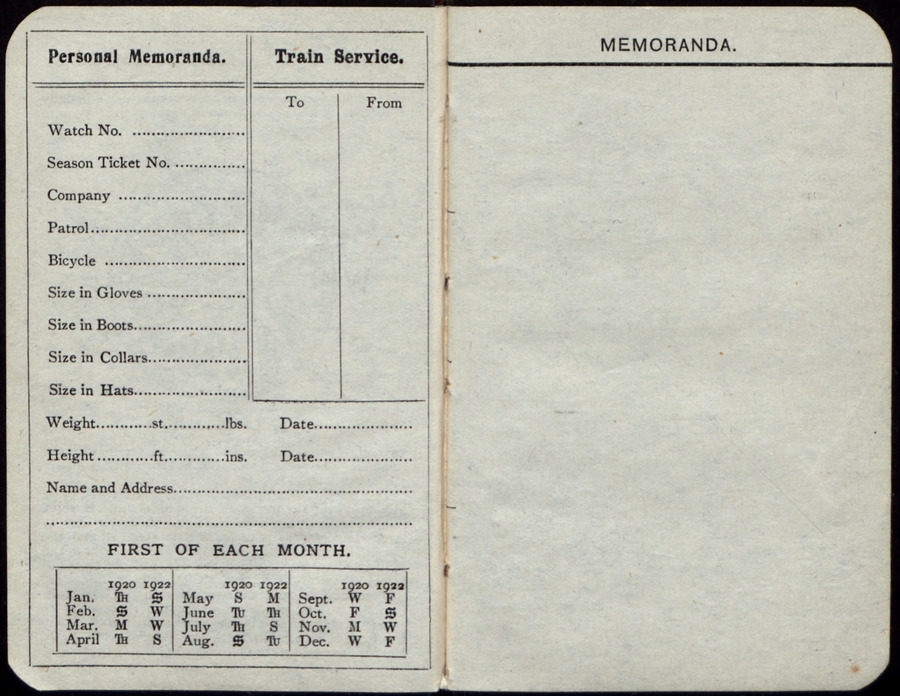 Personal Memoranda.
Train Service.
To From
Watch No. ........................
Season Ticket No. ...............
Company ...........................
Patrol.................................
Bicycle ..............................
Size in Gloves .....................
Size in Boots........................
Size in Collars.....................
Size in Hats........................
Weight............st.............lbs. Date.....................
Height ............ft.............ins. Date.....................
Name and Address...................................................
..........................................................................
FIRST OF EACH MONTH.
1920 1922 1920 1922 1920 1922
Jan. TH S May S M Sept. W F
Feb. S W June TU TH Oct. F S
Mar. M W July TH S Nov. M W
April TH S Aug. S TU Dec. W F
MEMORANDA.